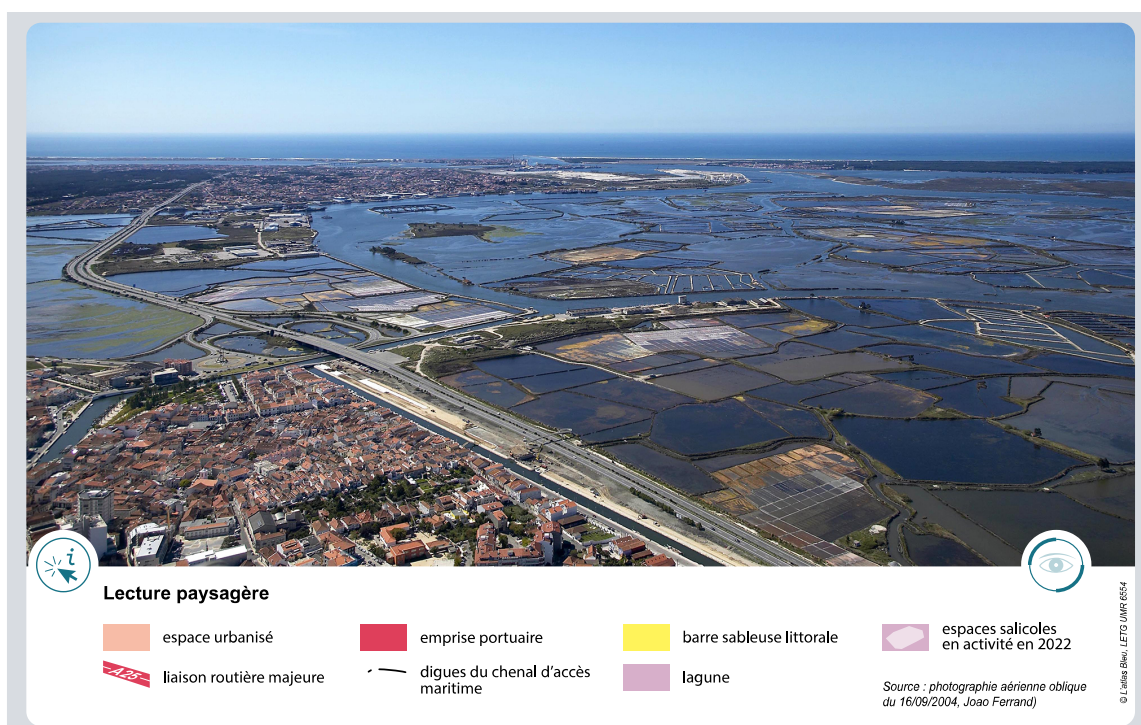 i
Lecture paysagère
espace urbanisé
emprise portuaire
barre sableuse littorale
espaces salicoles
en activité en 2022
A25
liaison routière majeure
digues du chenal d'accès
maritime
lagune
Source : photographie aérienne oblique
du 16/09/2004, Joao Ferrand)
© L'atlas Bleu, LETG UMR 6554